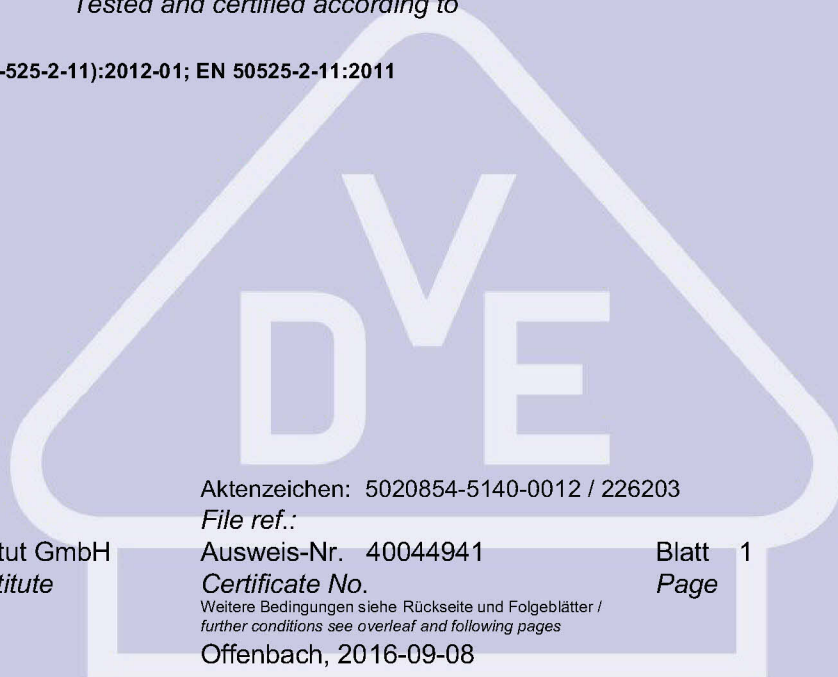 Tested and certified according to
-525-2-11):2012-01; EN 50525-2-11:2011
VDE
Aktenzeichen: 5020854-5140-0012 / 226203
File ref.:
tut GmbH Ausweis-Nr. 40044941 Blatt 1
titute Certificate No. Page
Weitere Bedingungen siehe Rückseite und Folgeblätter /
further conditions see overleaf and following pages
Offenbach, 2016-09-08